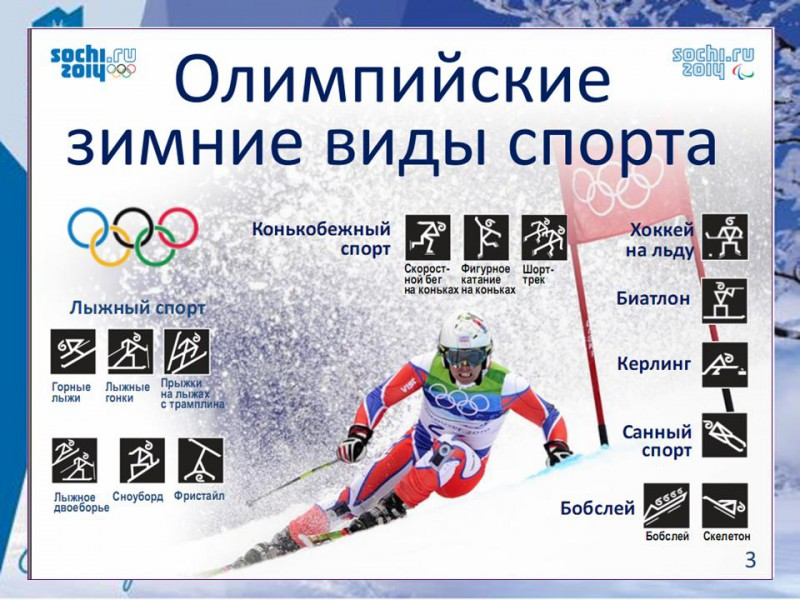 sochi.ru
2014
sochi.ru
2014
Олимпийские
зимние виды спорта
Конькобежный
спорт
Скорост-
ной бег
на коньках
Фигурное
катание
на коньках
Шорт-
трек
Хоккей
на льду
Биатлон
Керлинг
Санный
спорт
Бобслей
Бобслей
Скелетон
Лыжный спорт
Горные
лыжи
Лыжные
гонки
Прыжки
на лыжах
с трамплина
Лыжное
двоеборье
Сноуборд
Фристайл
3